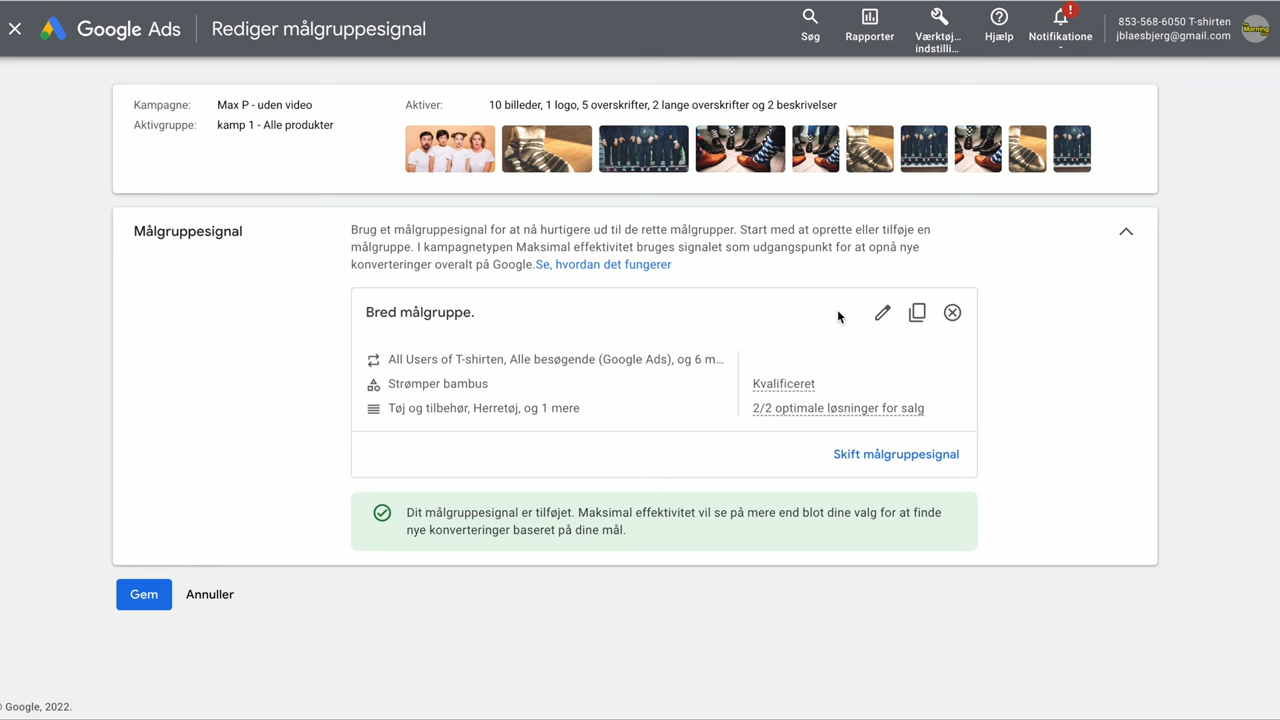 Google Ads
Rediger målgruppesignal
Søg
Rapporter
Værktøj...
indstilli...
Hjælp
!
Notifikatione
-
853-568-6050 T-shirten
jblaesbjerg@gmail.com
Morning
Kampagne: Max P - uden video
Aktivgruppe: kamp 1 - Alle produkter
Aktiver: 10 billeder, 1 logo, 5 overskrifter, 2 lange overskrifter og 2 beskrivelser
Målgruppesignal
Brug et målgruppesignal for at nå hurtigere ud til de rette målgrupper. Start med at oprette eller tilføje en
målgruppe. I kampagnetypen Maksimal effektivitet bruges signalet som udgangspunkt for at opnå nye
konverteringer overalt på Google.Se, hvordan det fungerer
Bred målgruppe.
All Users of T-shirten, Alle besøgende (Google Ads), og 6 m...
Strømper bambus
Tøj og tilbehør, Herretøj, og 1 mere
Kvalificeret
2/2 optimale løsninger for salg
Skift målgruppesignal
Dit målgruppesignal er tilføjet. Maksimal effektivitet vil se på mere end blot dine valg for at finde
nye konverteringer baseret på dine mål.
Gem
Annuller
Google, 2022.